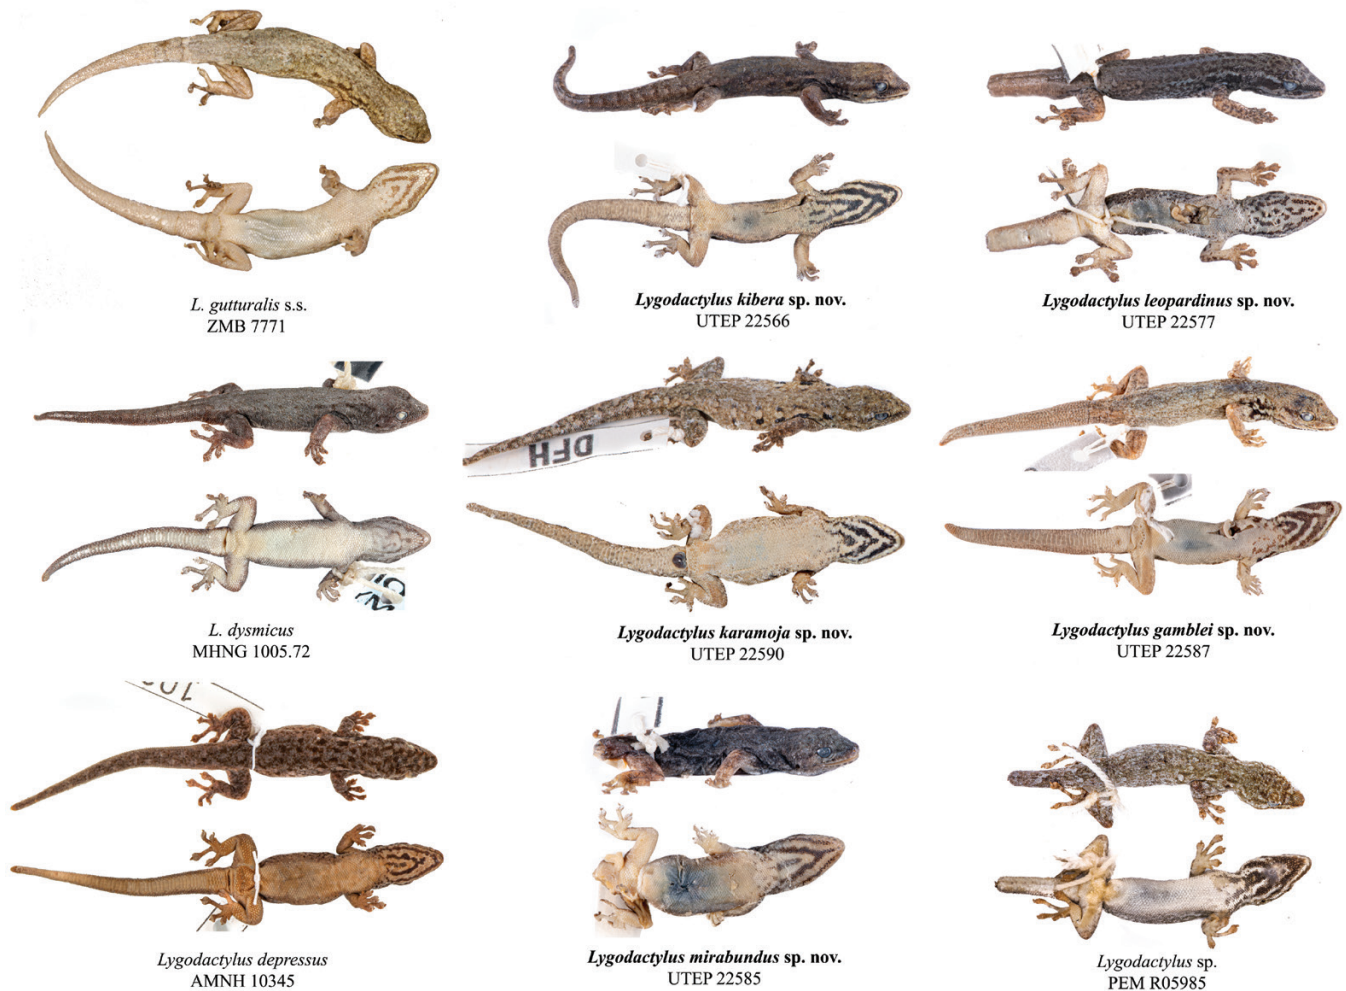 L. gutturalis s.s.
ZMB 7771
Lygodactylus kibera sp. nov.
UTEP 22566
Lygodactylus leopardinus sp. nov.
UTEP 22577
DFH
L. dysmicus
MHNG 1005.72
Lygodactylus karamoja sp. nov.
UTEP 22590
Lygodactylus gamblei sp. nov.
UTEP 22587
Lygodactylus depressus
AMNH 10345
Lygodactylus mirabundus sp. nov.
UTEP 22585
Lygodactylus sp.
PEM R05985